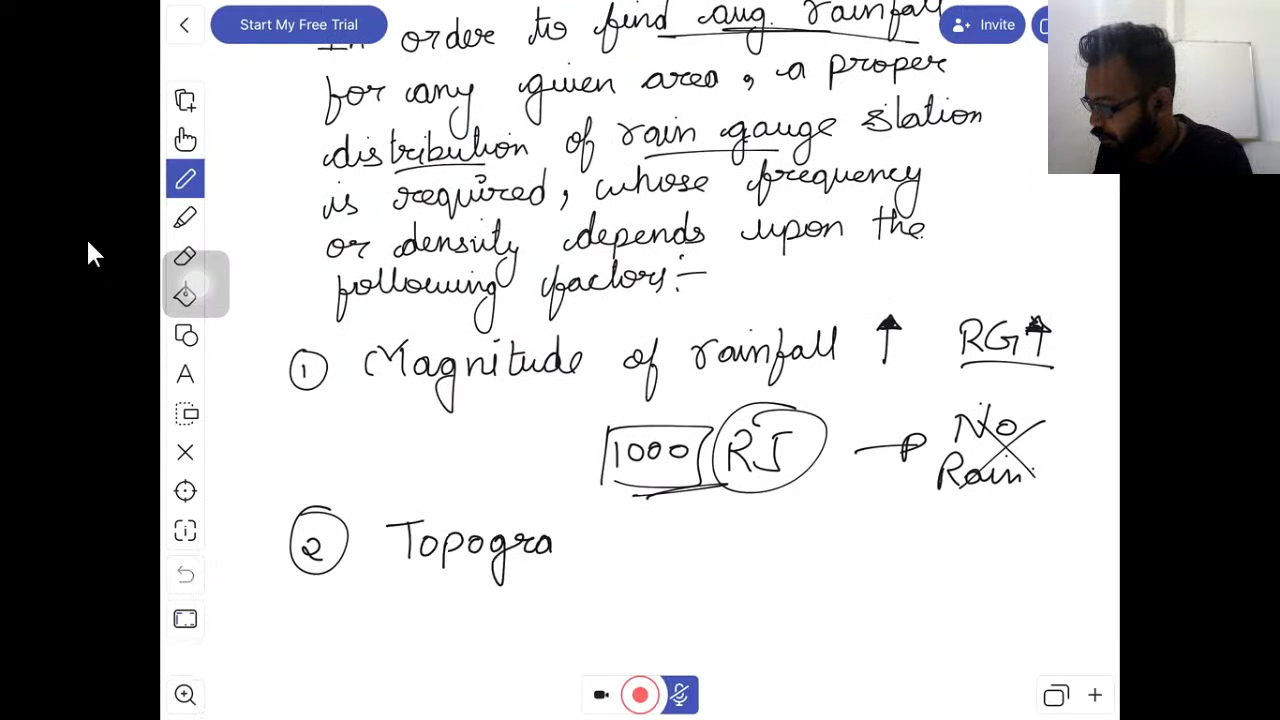 Start My Free Trial
Invite
In order to find avg. rainfall
for any given area, a proper
distribution of rain gauge station
is required, whose frequency
or density depends upon the
following factors:-
① Magnitude of rainfall ↑ RG↑
1000 RJ → No
Rain
② Topogra